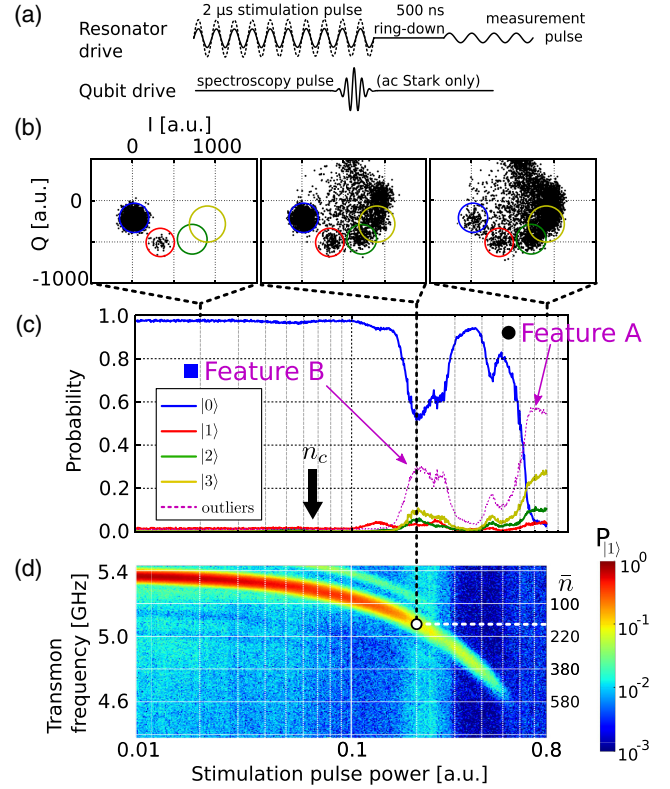 (a)
2 μs stimulation pulse
500 ns
ring-down
measurement
pulse
Resonator
drive
Qubit drive
spectroscopy pulse
(ac Stark only)
(b)
I [a.u.]
0 1000
Q [a.u.]
0
-1000
(c)
Probability
1.0
0.8
0.6
0.4
0.2
0.0
Feature B
Feature A
|0⟩
|1⟩
|2⟩
|3⟩
outliers
n_c
(d)
Transmon
frequency [GHz]
5.4
5.0
4.6
n̅
100
220
380
580
P|1⟩
10^0
10^-1
10^-2
10^-3
0.01 0.1 0.8
Stimulation pulse power [a.u.]